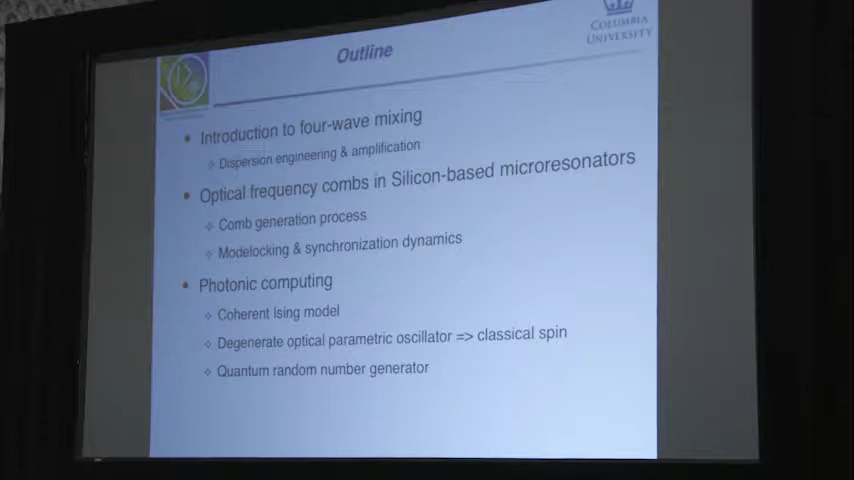 Outline
COLUMBIA
UNIVERSITY
• Introduction to four-wave mixing
❖ Dispersion engineering & amplification
• Optical frequency combs in Silicon-based microresonators
❖ Comb generation process
❖ Modelocking & synchronization dynamics
• Photonic computing
❖ Coherent Ising model
❖ Degenerate optical parametric oscillator => classical spin
❖ Quantum random number generator